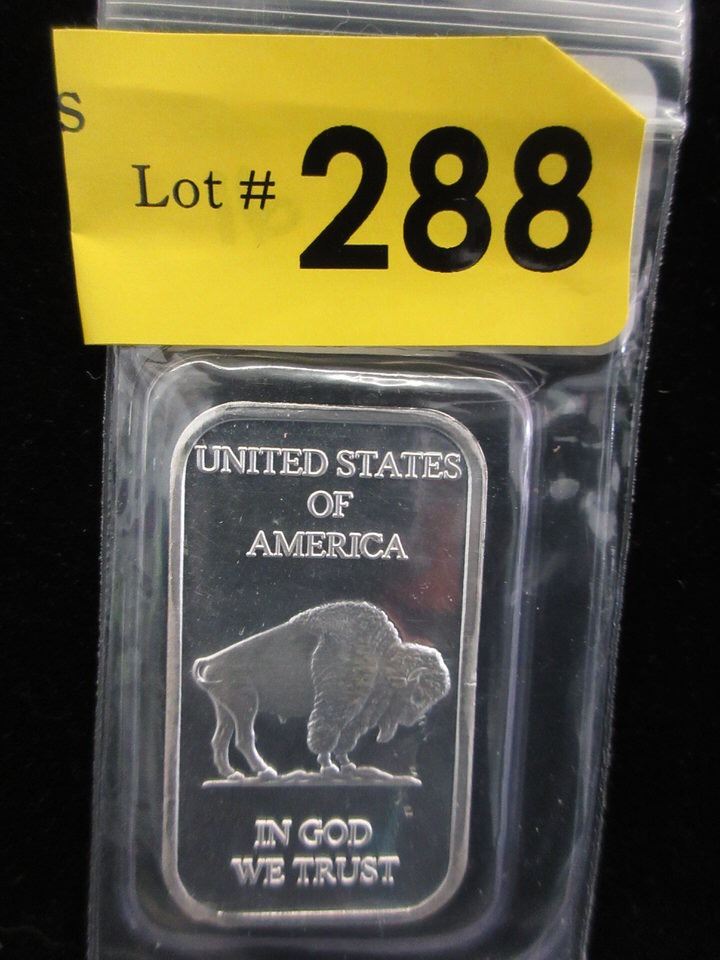 s
Lot # 288
UNITED STATES
OF
AMERICA
IN GOD
WE TRUST